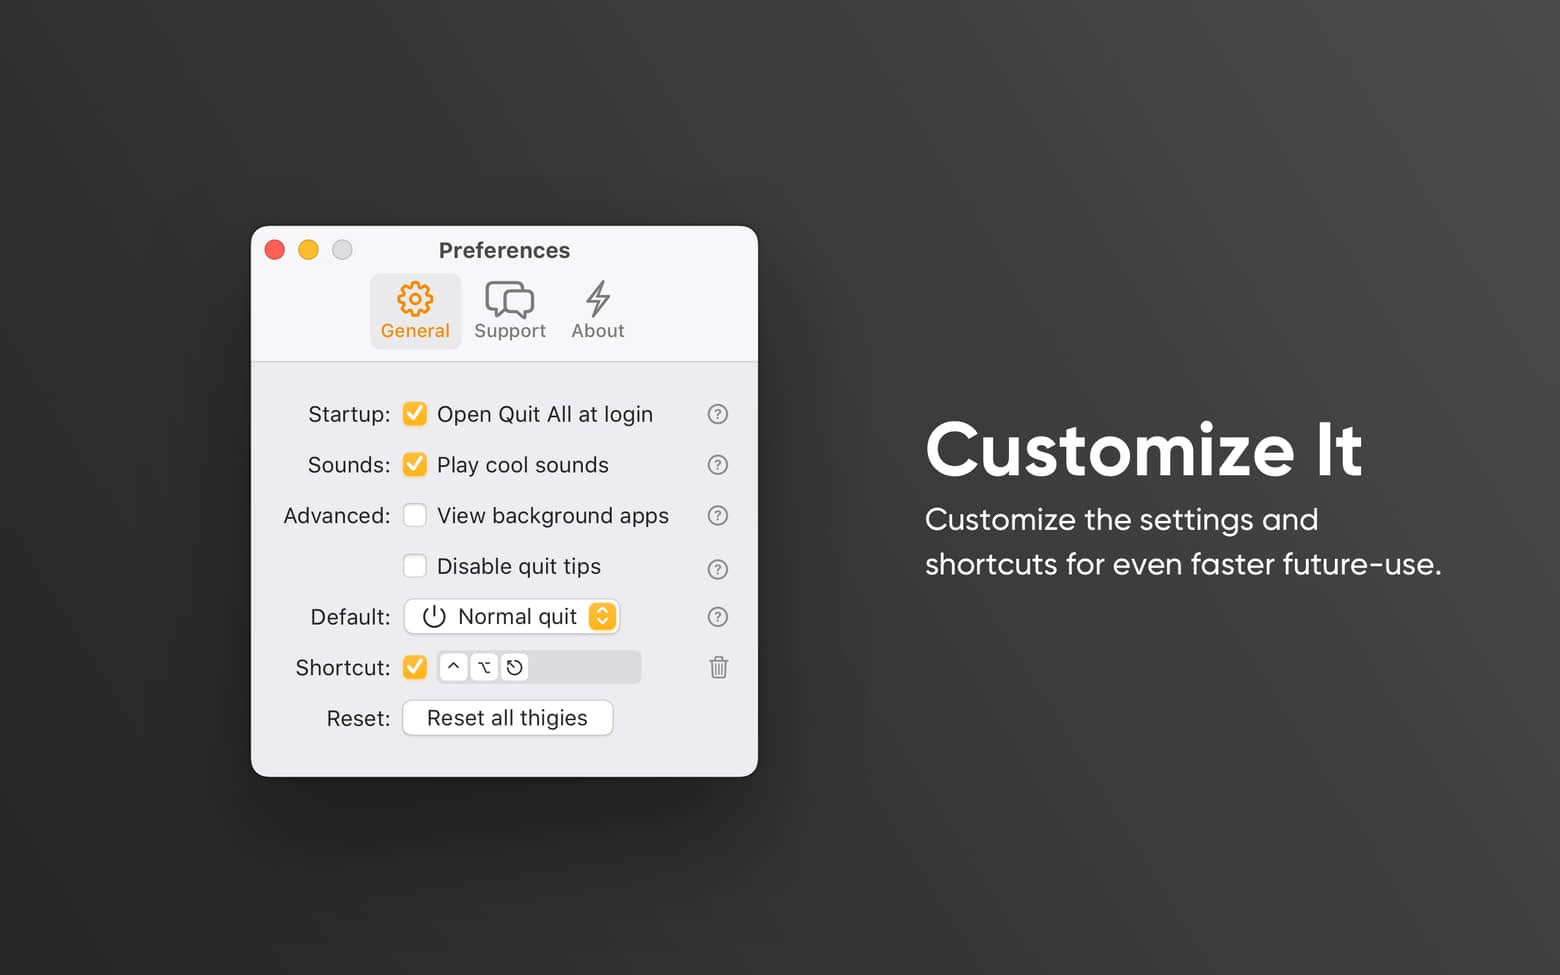 Preferences
General Support About
Startup: Open Quit All at login ?
Sounds: Play cool sounds ?
Advanced: View background apps ?
Disable quit tips ?
Default: Normal quit ?
Shortcut: ^ ⌥ ⎋
Reset: Reset all thigies
Customize It
Customize the settings and
shortcuts for even faster future-use.